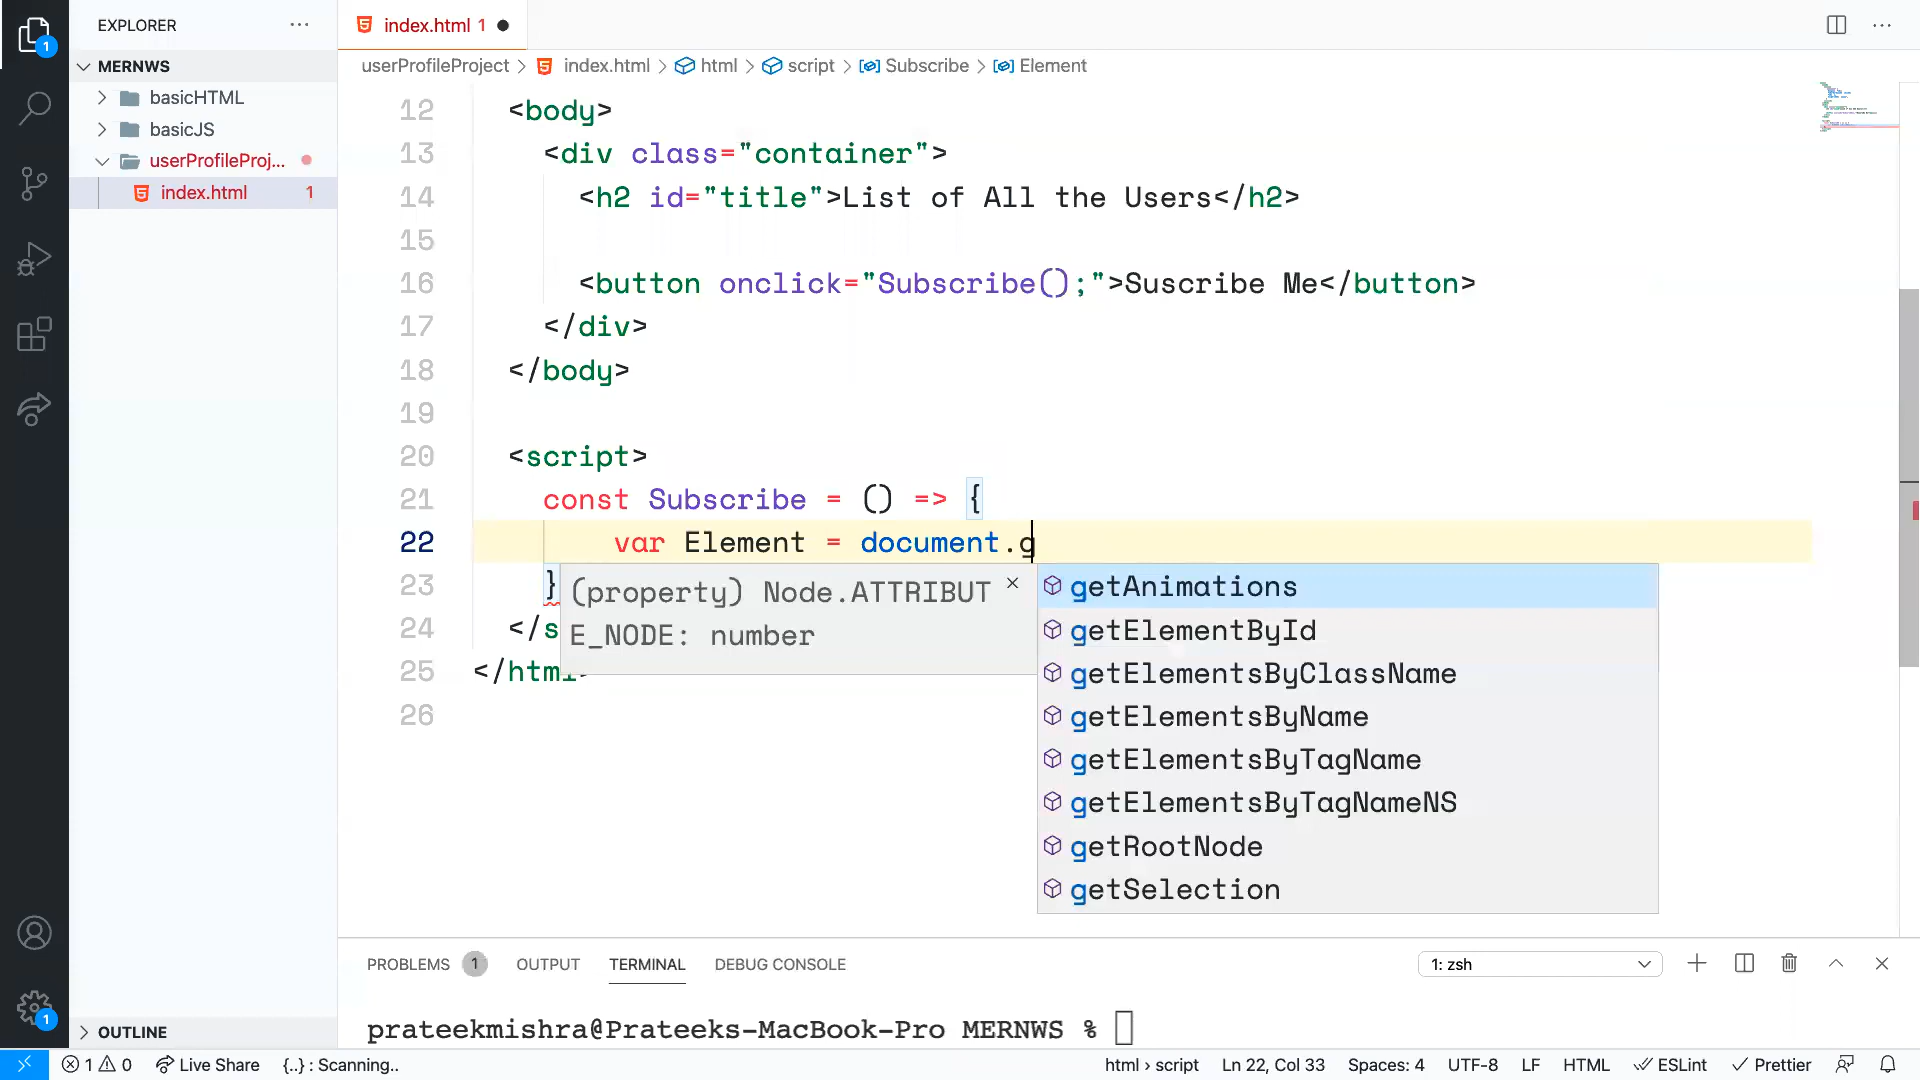 EXPLORER
MERNWS
basicHTML
basicJS
userProfileProj...
index.html 1
OUTLINE
index.html 1
userProfileProject > index.html > html > script > Subscribe > Element
12 <body>
13 <div class="container">
14 <h2 id="title">List of All the Users</h2>
15
16 <button onclick="Subscribe();">Suscribe Me</button>
17 </div>
18 </body>
19
20 <script>
21 const Subscribe = () => {
22 var Element = document.g
23 }
24 </s
25 </html>
26
(property) Node.ATTRIBUT
E_NODE: number
getAnimations
getElementById
getElementsByClassName
getElementsByName
getElementsByTagName
getElementsByTagNameNS
getRootNode
getSelection
PROBLEMS 1 OUTPUT TERMINAL DEBUG CONSOLE 1: zsh
prateekmishra@Prateeks-MacBook-Pro MERNWS %
1 0 Live Share {..} : Scanning.. html › script Ln 22, Col 33 Spaces: 4 UTF-8 LF HTML ESLint Prettier
1
1